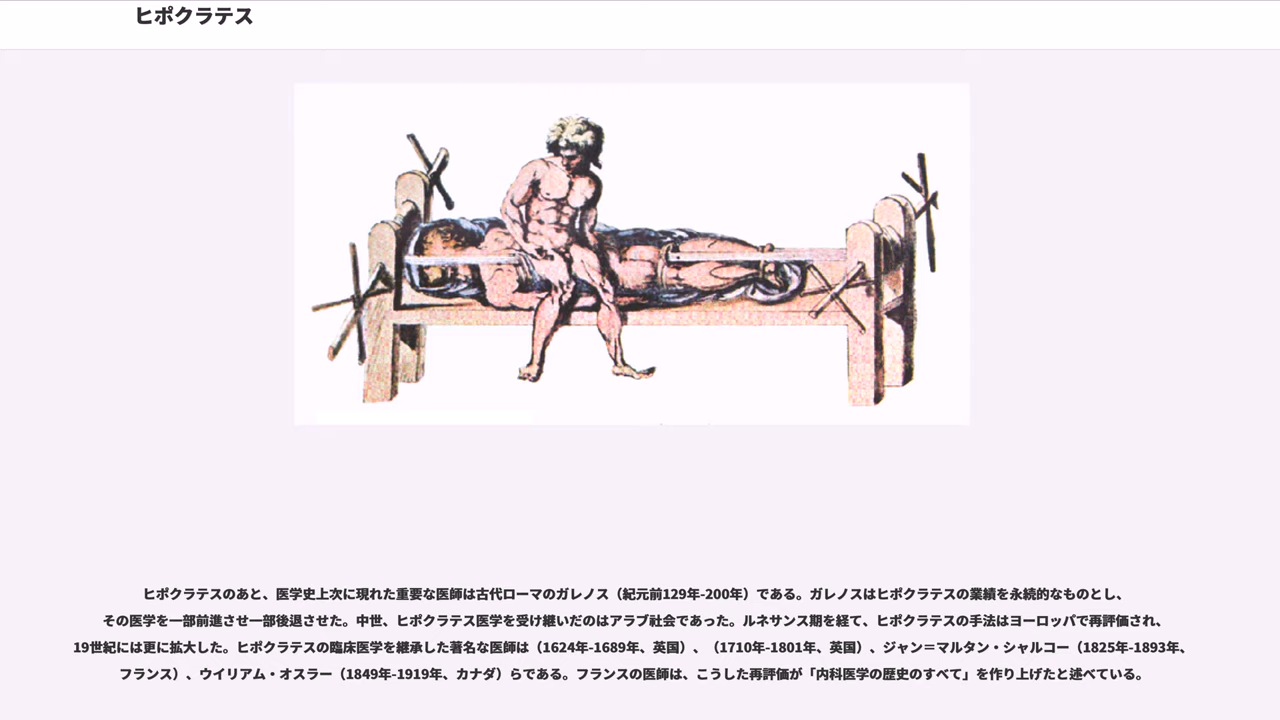 ヒポクラテス
ヒポクラテスのあと、医学史上次に現れた重要な医師は古代ローマのガレノス（紀元前129年-200年）である。ガレノスはヒポクラテスの業績を永続的なものとし、
その医学を一部前進させ一部後退させた。中世、ヒポクラテス医学を受け継いだのはアラブ社会であった。ルネサンス期を経て、ヒポクラテスの手法はヨーロッパで再評価され、
19世紀には更に拡大した。ヒポクラテスの臨床医学を継承した著名な医師は（1624年-1689年、英国）、（1710年-1801年、英国）、ジャン＝マルタン・シャルコー（1825年-1893年、
フランス）、ウイリアム・オスラー（1849年-1919年、カナダ）らである。フランスの医師は、こうした再評価が「内科医学の歴史のすべて」を作り上げたと述べている。